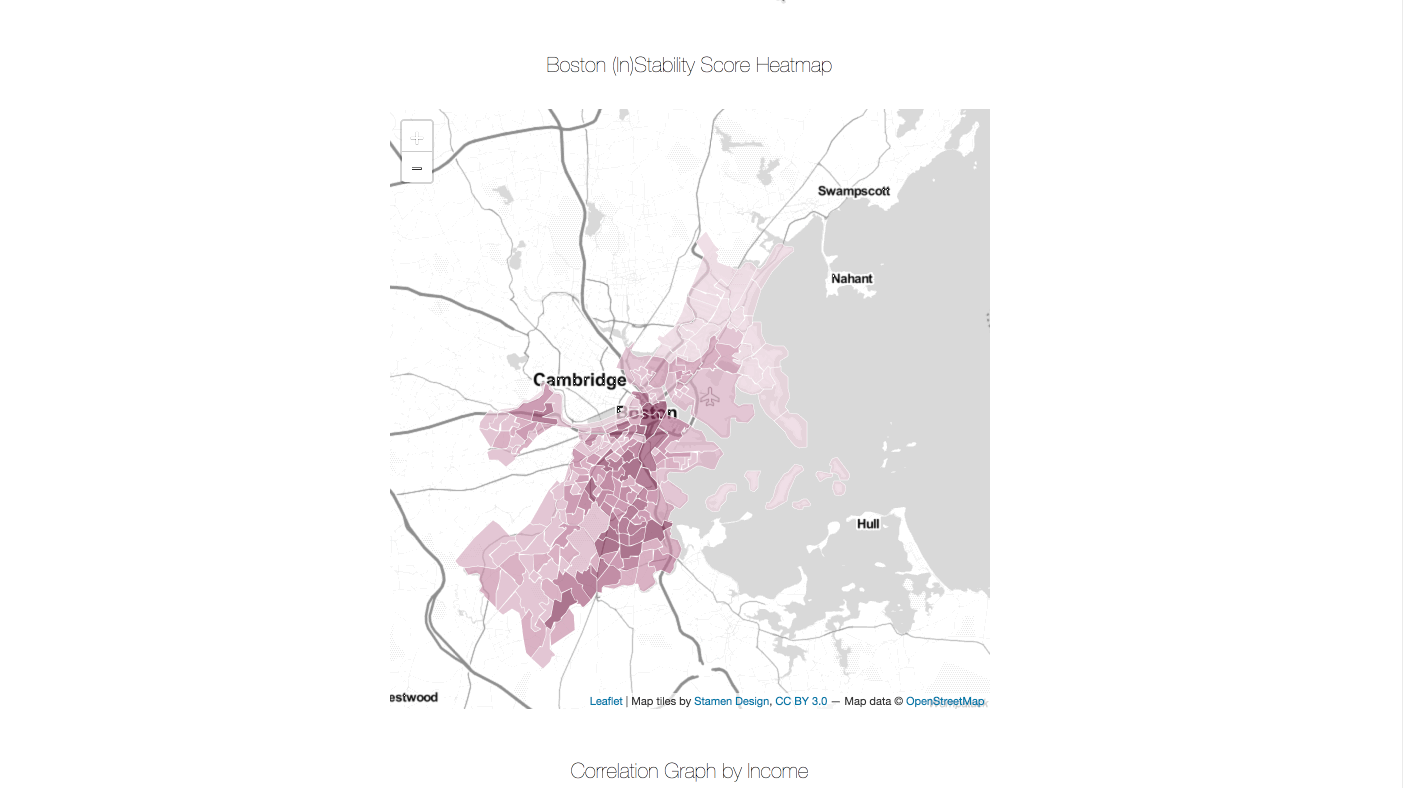 Boston (In)Stability Score Heatmap
+
−
Swampscott
Nahant
Cambridge
Boston
Hull
estwood
Leaflet | Map tiles by Stamen Design, CC BY 3.0 — Map data © OpenStreetMap
Correlation Graph by Income